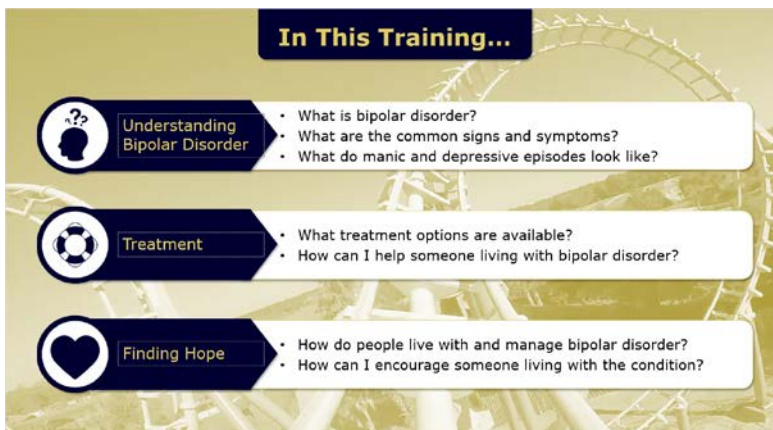 In This Training...
Understanding
Bipolar Disorder
• What is bipolar disorder?
• What are the common signs and symptoms?
• What do manic and depressive episodes look like?
Treatment
• What treatment options are available?
• How can I help someone living with bipolar disorder?
Finding Hope
• How do people live with and manage bipolar disorder?
• How can I encourage someone living with the condition?